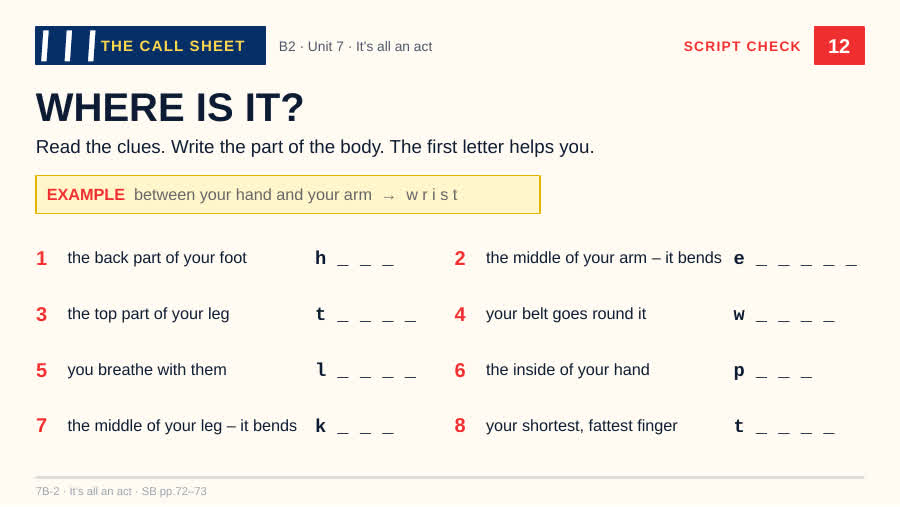 THE CALL SHEET B2 · Unit 7 · It's all an act SCRIPT CHECK 12
WHERE IS IT?
Read the clues. Write the part of the body. The first letter helps you.
EXAMPLE between your hand and your arm → w r i s t
1 the back part of your foot h _ _ _ 2 the middle of your arm – it bends e _ _ _ _ _
3 the top part of your leg t _ _ _ _ 4 your belt goes round it w _ _ _ _
5 you breathe with them l _ _ _ _ 6 the inside of your hand p _ _ _
7 the middle of your leg – it bends k _ _ _ 8 your shortest, fattest finger t _ _ _ _
7B-2 · It's all an act · SB pp.72–73